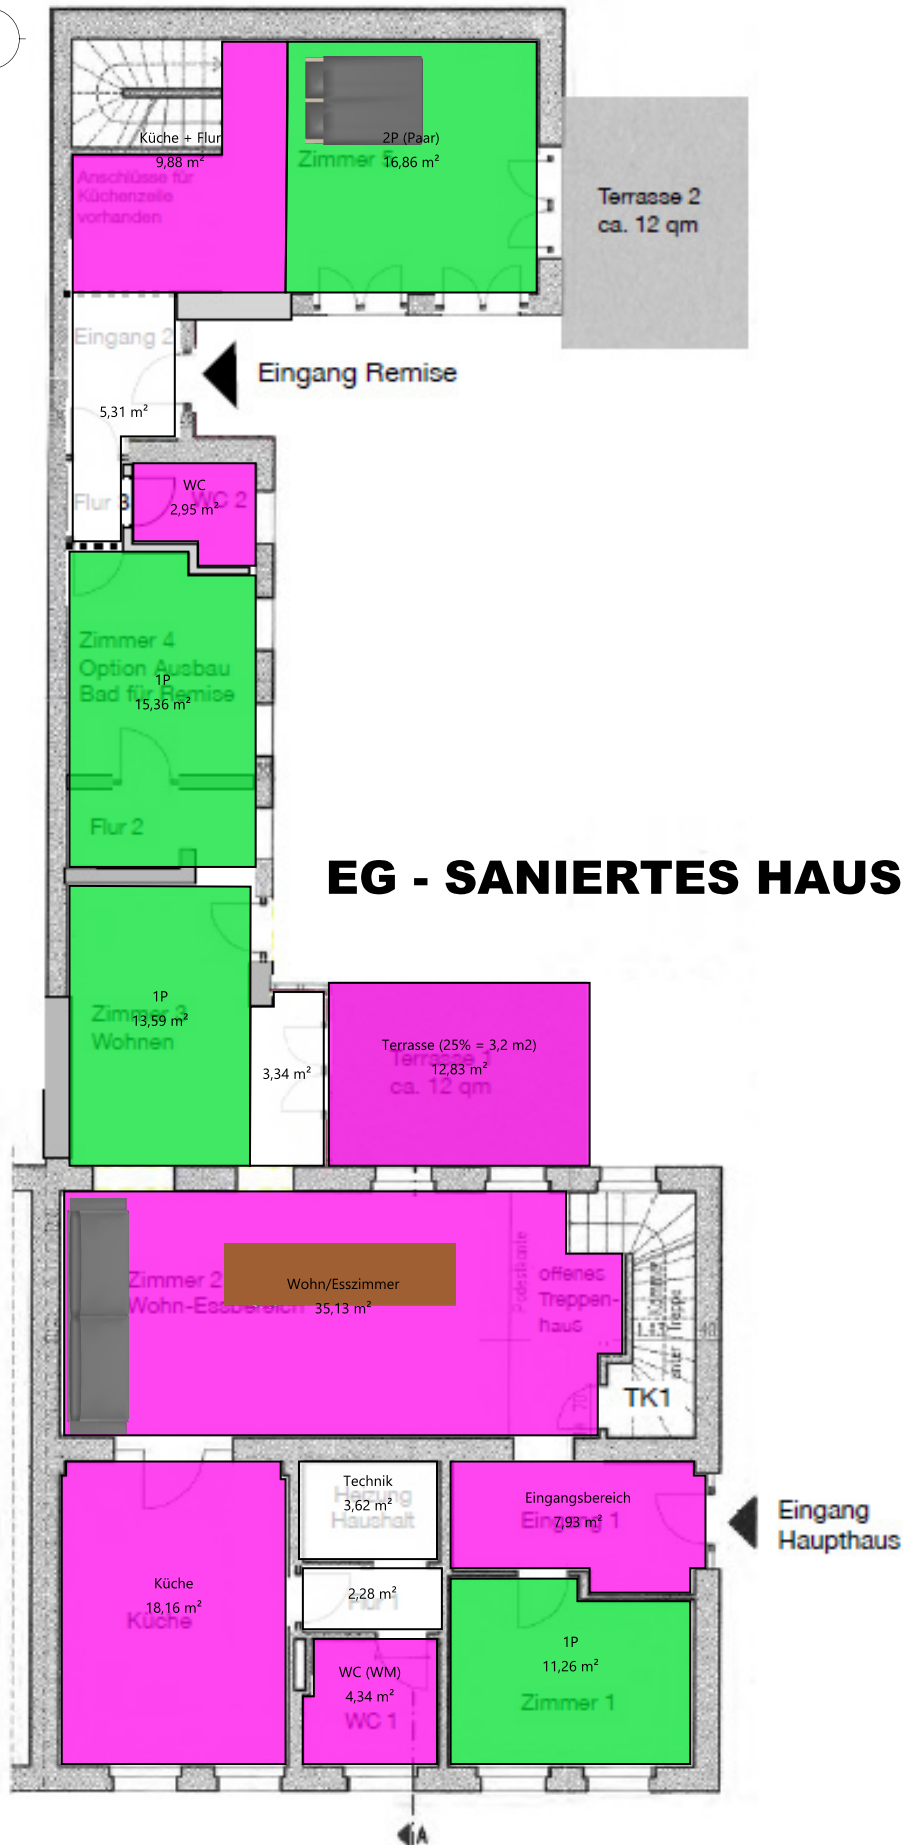 Küche + Flur
9,88 m²
Anschlüsse für
Küchenzeile
vorhanden
2P (Paar)
16,86 m²
Zimmer 5
Terrasse 2
ca. 12 qm
Eingang 2
Eingang Remise
5,31 m²
Flur 3
WC
2,95 m²
WC 2
Zimmer 4
Option Ausbau
Bad für Remise
1P
15,36 m²
Flur 2
EG - SANIERTES HAUS
1P
13,59 m²
Zimmer 3
Wohnen
3,34 m²
Terrasse (25% = 3,2 m2)
12,83 m²
Terrasse 1
ca. 12 qm
Zimmer 2
Wohn-Essbereich
Wohn/Esszimmer
35,13 m²
Podestkante
offenes
Treppen-
haus
unter Treppe
40
70
TK1
Technik
3,62 m²
Heizung
Haushalt
Eingangsbereich
7,93 m²
Eingang 1
Eingang
Haupthaus
Küche
18,16 m²
Küche
2,28 m²
Flur 1
WC (WM)
4,34 m²
WC 1
1P
11,26 m²
Zimmer 1
A